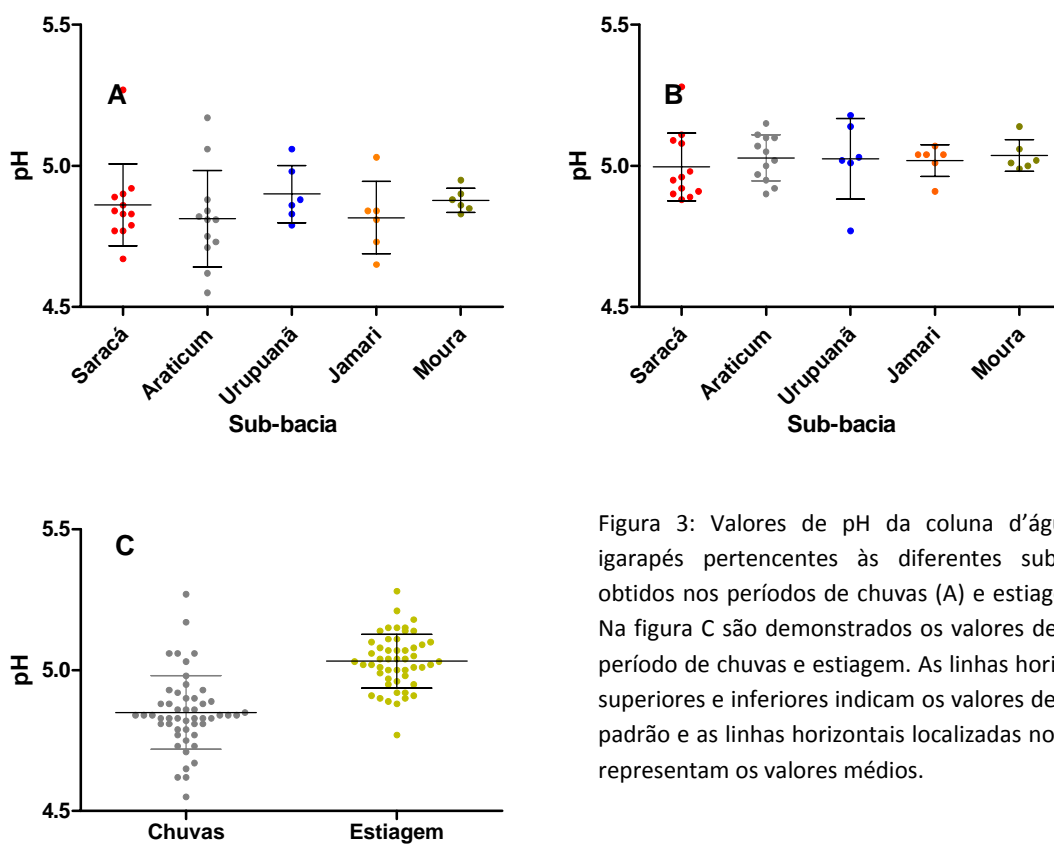 5.5
A
5.0
4.5
pH
Saracá
Araticum
Urupuanã
Jamari
Moura
Sub-bacia
5.5
B
5.0
4.5
pH
Saracá
Araticum
Urupuanã
Jamari
Moura
Sub-bacia
5.5
C
5.0
4.5
pH
Chuvas
Estiagem
Figura 3: Valores de pH da coluna d'águ
igarapés pertencentes às diferentes sub
obtidos nos períodos de chuvas (A) e estiag
Na figura C são demonstrados os valores de
período de chuvas e estiagem. As linhas hori
superiores e inferiores indicam os valores de
padrão e as linhas horizontais localizadas no
representam os valores médios.